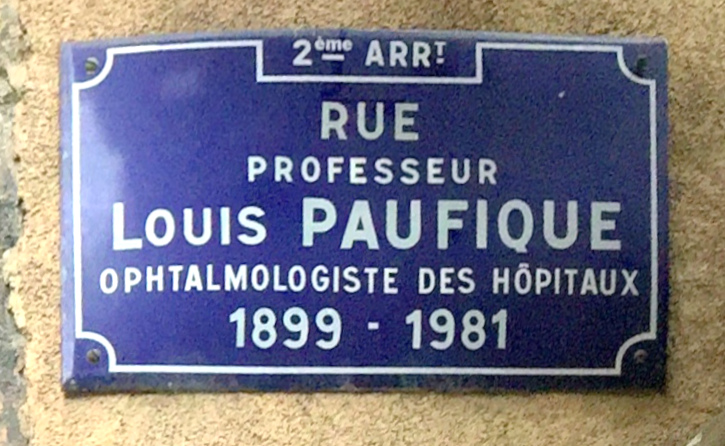 2ème ARRT
RUE
PROFESSEUR
LOUIS PAUFIQUE
OPHTALMOLOGISTE DES HÔPITAUX
1899 - 1981